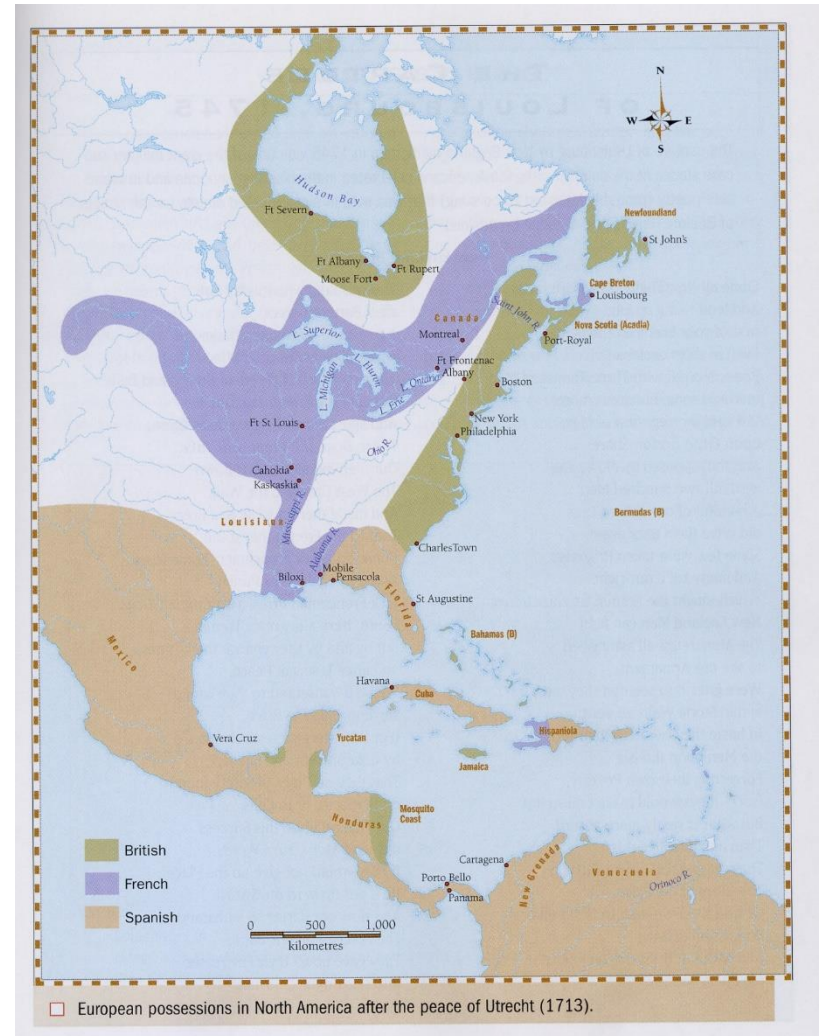 N
W E
S
Hudson Bay
Ft Severn
Newfoundland
St John's
Ft Albany
Ft Rupert
Moose Fort
Cape Breton
Louisbourg
Saint John R.
Canada
Nova Scotia (Acadia)
L. Superior
Montreal
Port-Royal
L. Huron
L. Michigan
Ft Frontenac
Albany
L. Ontario
Boston
L. Erie
New York
Ft St Louis
Philadelphia
Ohio R.
Cahokia
Kaskaskia
Mississippi R.
Louisiana
Bermudas (B)
Alabama R.
CharlesTown
Mobile
Biloxi
Pensacola
St Augustine
Florida
Bahamas (B)
Mexico
Havana
Cuba
Vera Cruz
Yucatan
Hispaniola
Jamaica
Mosquito
Coast
Honduras
British
French
Spanish
Cartagena
New Grenada
Venezuela
Orinoco R.
Porto Bello
Panama
0 500 1,000
kilometres
European possessions in North America after the peace of Utrecht (1713).